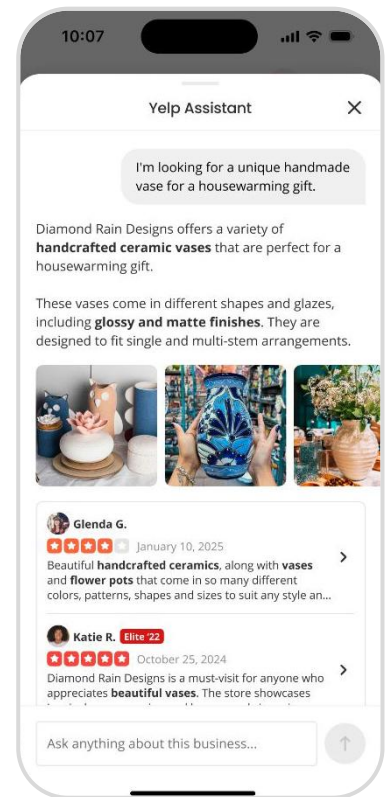 10:07
Yelp Assistant
I'm looking for a unique handmade
vase for a housewarming gift.
Diamond Rain Designs offers a variety of
handcrafted ceramic vases that are perfect for a
housewarming gift.
These vases come in different shapes and glazes,
including glossy and matte finishes. They are
designed to fit single and multi-stem arrangements.
Glenda G.
January 10, 2025
Beautiful handcrafted ceramics, along with vases
and flower pots that come in so many different
colors, patterns, shapes and sizes to suit any style an...
Katie R. Elite '22
October 25, 2024
Diamond Rain Designs is a must-visit for anyone who
appreciates beautiful vases. The store showcases
Ask anything about this business...